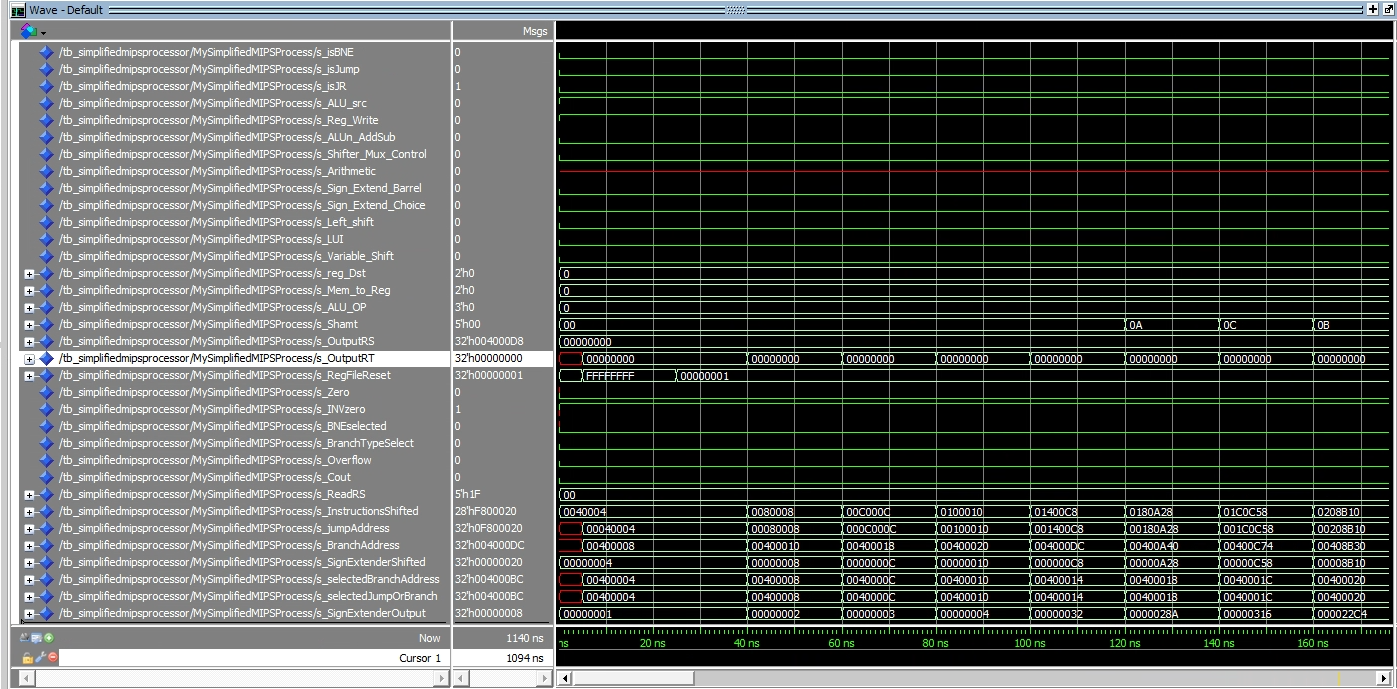 Wave - Default
Msgs
/tb_simplifiedmipsprocessor/MySimplifiedMIPSProcess/s_isBNE 0
/tb_simplifiedmipsprocessor/MySimplifiedMIPSProcess/s_isJump 0
/tb_simplifiedmipsprocessor/MySimplifiedMIPSProcess/s_isJR 1
/tb_simplifiedmipsprocessor/MySimplifiedMIPSProcess/s_ALU_src 0
/tb_simplifiedmipsprocessor/MySimplifiedMIPSProcess/s_Reg_Write 0
/tb_simplifiedmipsprocessor/MySimplifiedMIPSProcess/s_ALUn_AddSub 0
/tb_simplifiedmipsprocessor/MySimplifiedMIPSProcess/s_Shifter_Mux_Control 0
/tb_simplifiedmipsprocessor/MySimplifiedMIPSProcess/s_Arithmetic 0
/tb_simplifiedmipsprocessor/MySimplifiedMIPSProcess/s_Sign_Extend_Barrel 0
/tb_simplifiedmipsprocessor/MySimplifiedMIPSProcess/s_Sign_Extend_Choice 0
/tb_simplifiedmipsprocessor/MySimplifiedMIPSProcess/s_Left_shift 0
/tb_simplifiedmipsprocessor/MySimplifiedMIPSProcess/s_LUI 0
/tb_simplifiedmipsprocessor/MySimplifiedMIPSProcess/s_Variable_Shift 0
/tb_simplifiedmipsprocessor/MySimplifiedMIPSProcess/s_reg_Dst 2'h0 0
/tb_simplifiedmipsprocessor/MySimplifiedMIPSProcess/s_Mem_to_Reg 2'h0 0
/tb_simplifiedmipsprocessor/MySimplifiedMIPSProcess/s_ALU_OP 3'h0 0
/tb_simplifiedmipsprocessor/MySimplifiedMIPSProcess/s_Shamt 5'h00 00 0A 0C 0B
/tb_simplifiedmipsprocessor/MySimplifiedMIPSProcess/s_OutputRS 32'h004000D8 00000000
/tb_simplifiedmipsprocessor/MySimplifiedMIPSProcess/s_OutputRT 32'h00000000 00000000 00000000 00000000 00000000 00000000 00000000 00000000 00000000
/tb_simplifiedmipsprocessor/MySimplifiedMIPSProcess/s_RegFileReset 32'h00000001 FFFFFFFF 00000001
/tb_simplifiedmipsprocessor/MySimplifiedMIPSProcess/s_Zero 0
/tb_simplifiedmipsprocessor/MySimplifiedMIPSProcess/s_INVzero 1
/tb_simplifiedmipsprocessor/MySimplifiedMIPSProcess/s_BNEselected 0
/tb_simplifiedmipsprocessor/MySimplifiedMIPSProcess/s_BranchTypeSelect 0
/tb_simplifiedmipsprocessor/MySimplifiedMIPSProcess/s_Overflow 0
/tb_simplifiedmipsprocessor/MySimplifiedMIPSProcess/s_Cout 0
/tb_simplifiedmipsprocessor/MySimplifiedMIPSProcess/s_ReadRS 5'h1F 00
/tb_simplifiedmipsprocessor/MySimplifiedMIPSProcess/s_InstructionsShifted 28'hF800020 0040004 0080008 00C000C 0100010 01400C8 0180A28 01C0C58 0208B10
/tb_simplifiedmipsprocessor/MySimplifiedMIPSProcess/s_jumpAddress 32'h0F800020 00040004 00080008 000C000C 00100010 001400C8 00180A28 001C0C58 00208B10
/tb_simplifiedmipsprocessor/MySimplifiedMIPSProcess/s_BranchAddress 32'h004000DC 00400008 00400010 00400018 00400020 004000DC 00400A40 00400C74 00408B30
/tb_simplifiedmipsprocessor/MySimplifiedMIPSProcess/s_SignExtenderShifted 32'h00000020 00000004 00000008 0000000C 00000010 000000C8 00000A28 00000C58 00008B10
/tb_simplifiedmipsprocessor/MySimplifiedMIPSProcess/s_selectedBranchAddress 32'h004000BC 00400004 00400008 0040000C 00400010 00400014 00400018 0040001C 00400020
/tb_simplifiedmipsprocessor/MySimplifiedMIPSProcess/s_selectedJumpOrBranch 32'h004000BC 00400004 00400008 0040000C 00400010 00400014 00400018 0040001C 00400020
/tb_simplifiedmipsprocessor/MySimplifiedMIPSProcess/s_SignExtenderOutput 32'h00000008 00000001 00000002 00000003 00000004 00000032 0000028A 00000316 000022C4
Now 1140 ns ns 20 ns 40 ns 60 ns 80 ns 100 ns 120 ns 140 ns 160 ns
Cursor 1 1094 ns